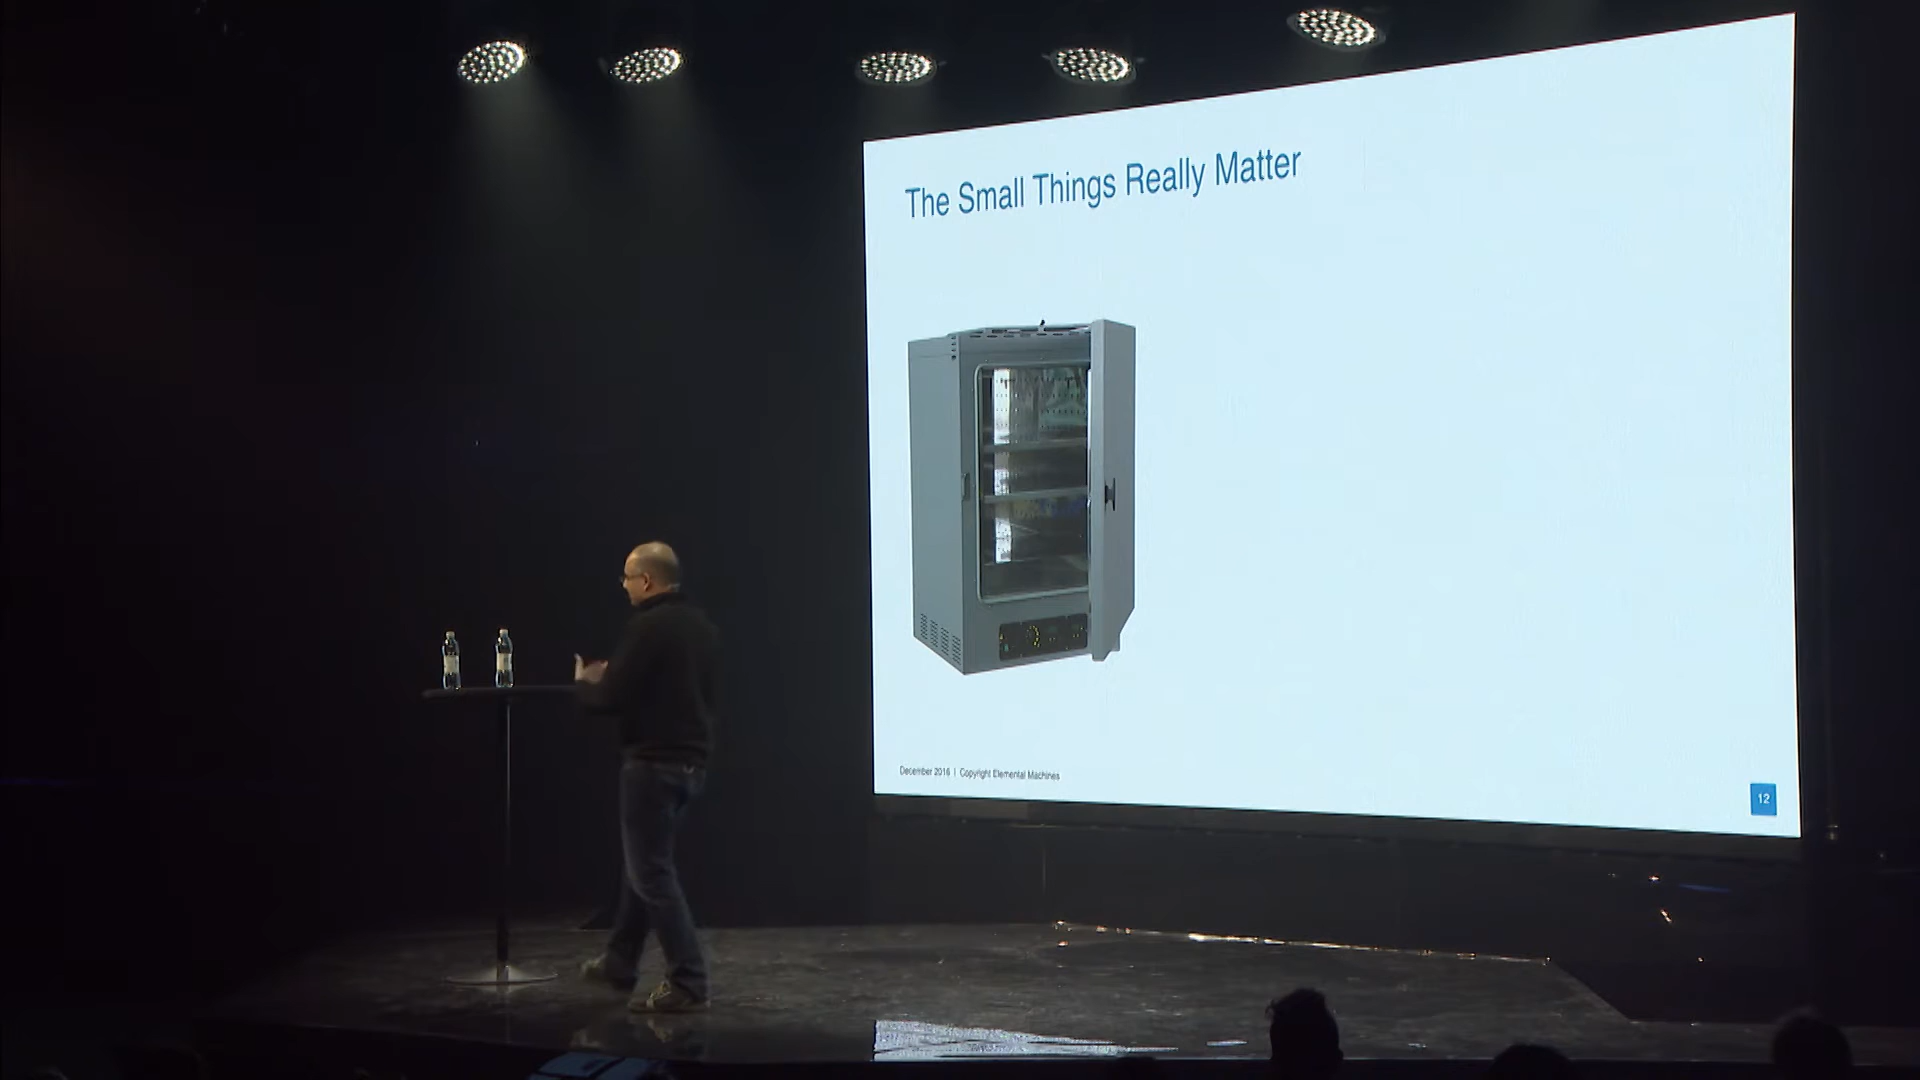 The Small Things Really Matter
December 2016 | Copyright Elemental Machines
12